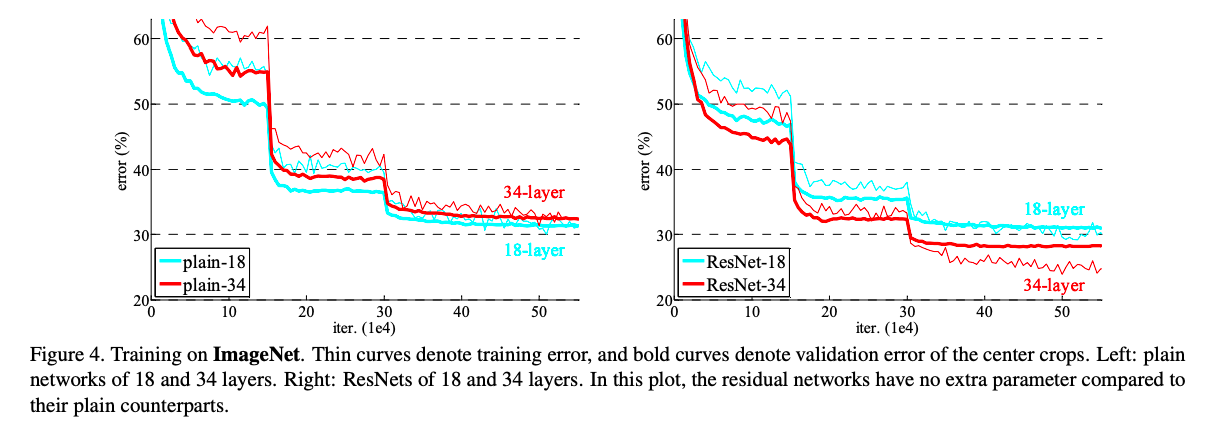 60
50
40
30
20
error (%)
34-layer
18-layer
plain-18
plain-34
0 10 20 30 40 50
iter. (1e4)
60
50
40
30
20
error (%)
18-layer
34-layer
ResNet-18
ResNet-34
0 10 20 30 40 50
iter. (1e4)
Figure 4. Training on ImageNet. Thin curves denote training error, and bold curves denote validation error of the center crops. Left: plain
networks of 18 and 34 layers. Right: ResNets of 18 and 34 layers. In this plot, the residual networks have no extra parameter compared to
their plain counterparts.